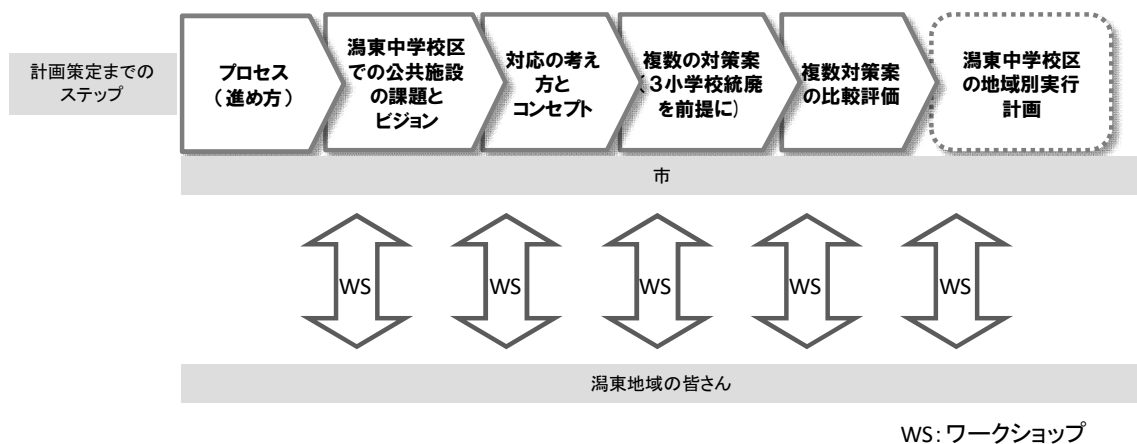 計画策定までの
ステップ
プロセス
（進め方）
潟東中学校区
での公共施設
の課題と
ビジョン
対応の考え
方と
コンセプト
複数の対策案
（３小学校統廃
を前提に）
複数対策案
の比較評価
潟東中学校区
の地域別実行
計画
市
WS
WS
WS
WS
WS
潟東地域の皆さん
WS：ワークショップ